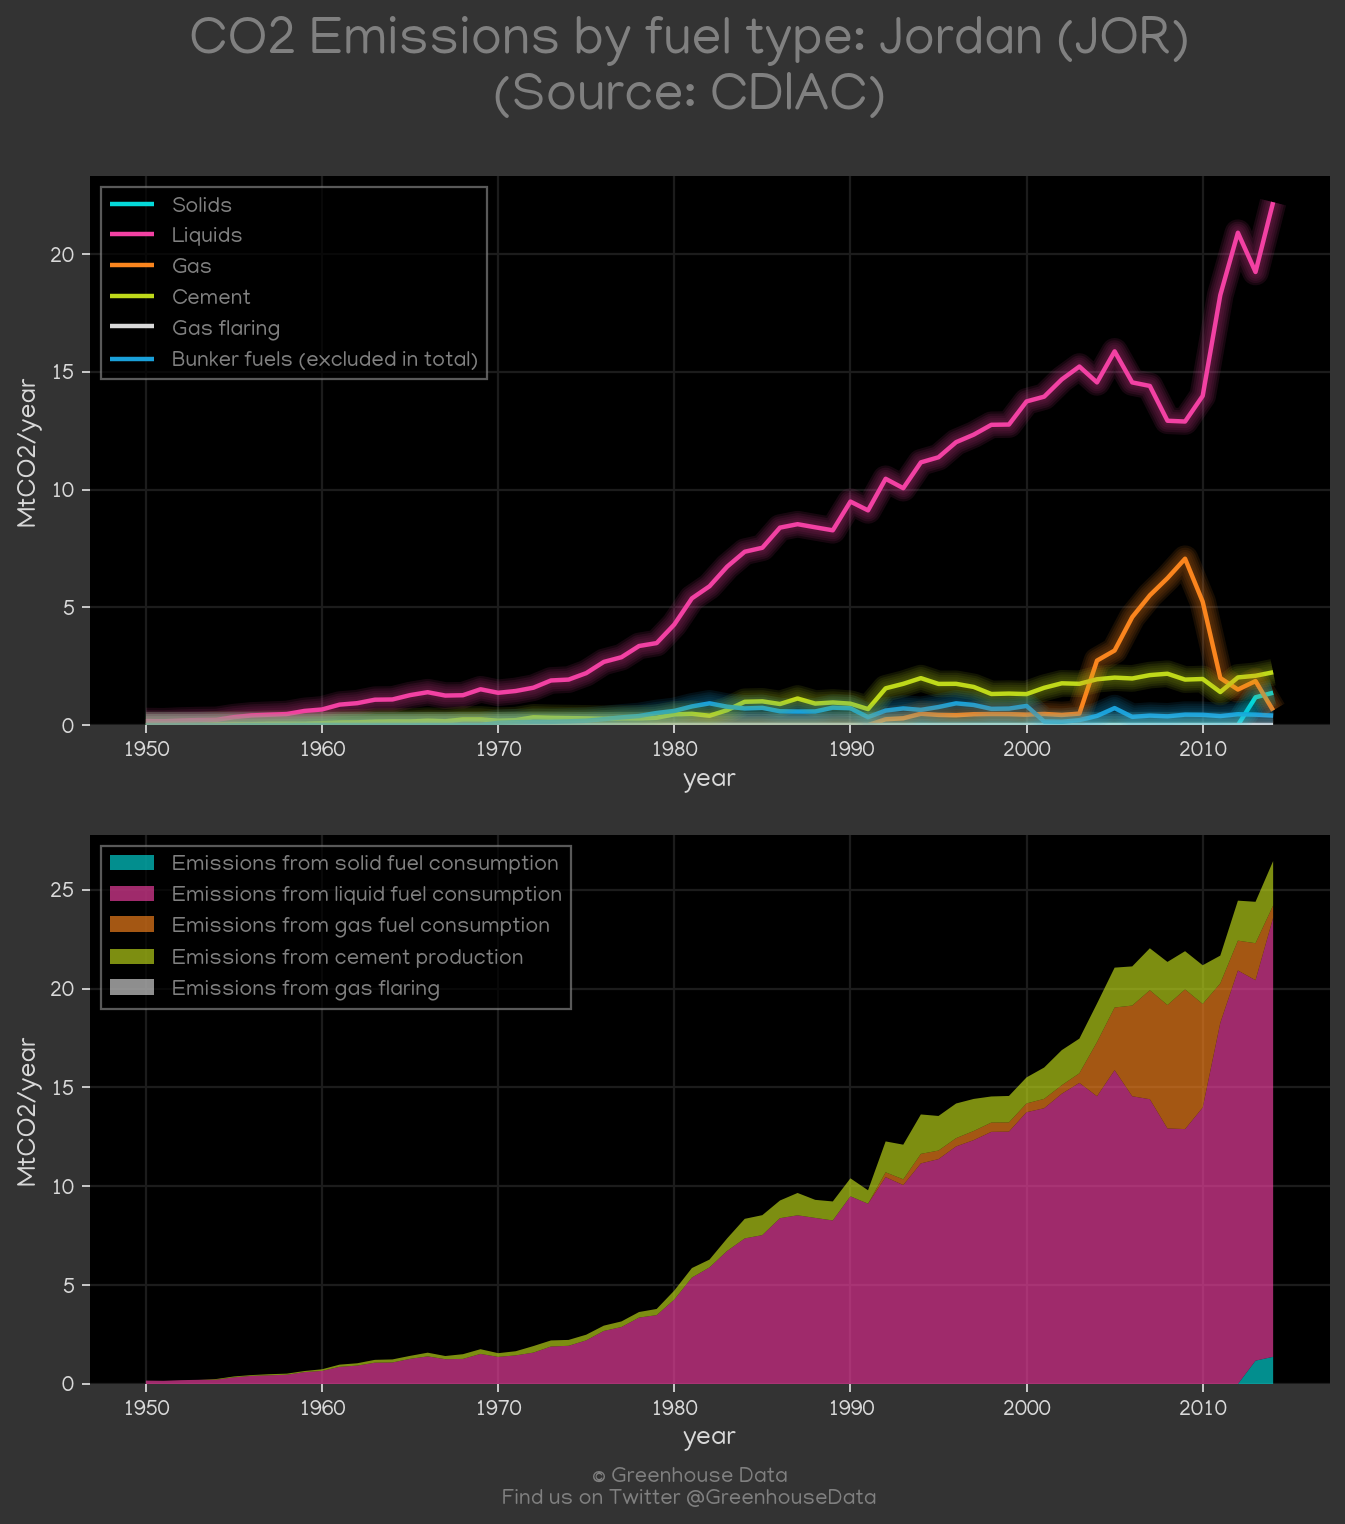 CO2 Emissions by fuel type: Jordan (JOR)
(Source: CDIAC)
Solids
Liquids
Gas
Cement
Gas flaring
Bunker fuels (excluded in total)
MtCO2/year
20
15
10
5
0
1950 1960 1970 1980 1990 2000 2010
year
Emissions from solid fuel consumption
Emissions from liquid fuel consumption
Emissions from gas fuel consumption
Emissions from cement production
Emissions from gas flaring
MtCO2/year
25
20
15
10
5
0
1950 1960 1970 1980 1990 2000 2010
year
© Greenhouse Data
Find us on Twitter @GreenhouseData